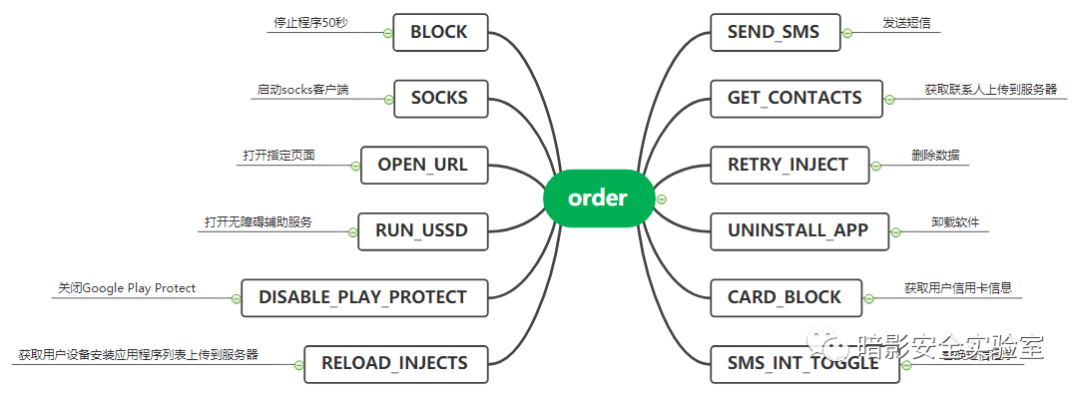 停止程序50秒
BLOCK
启动socks客户端
SOCKS
打开指定页面
OPEN_URL
打开无障碍辅助服务
RUN_USSD
关闭Google Play Protect
DISABLE_PLAY_PROTECT
获取用户设备安装应用程序列表上传到服务器
RELOAD_INJECTS
order
SEND_SMS
发送短信
GET_CONTACTS
获取联系人上传到服务器
RETRY_INJECT
删除数据
UNINSTALL_APP
卸载软件
CARD_BLOCK
获取用户信用卡信息
SMS_INT_TOGGLE
暗影安全实验室